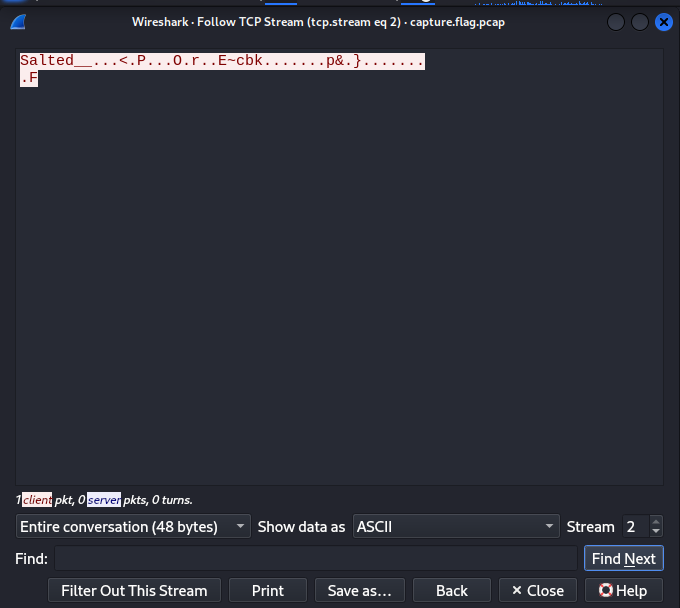 Wireshark · Follow TCP Stream (tcp.stream eq 2) · capture.flag.pcap
Salted__...<.P...O.r..E~cbk.......p&.}.......
.F
1 client pkt, 0 server pkts, 0 turns.
Entire conversation (48 bytes) Show data as ASCII Stream 2
Find: Find Next
Filter Out This Stream Print Save as… Back × Close Help